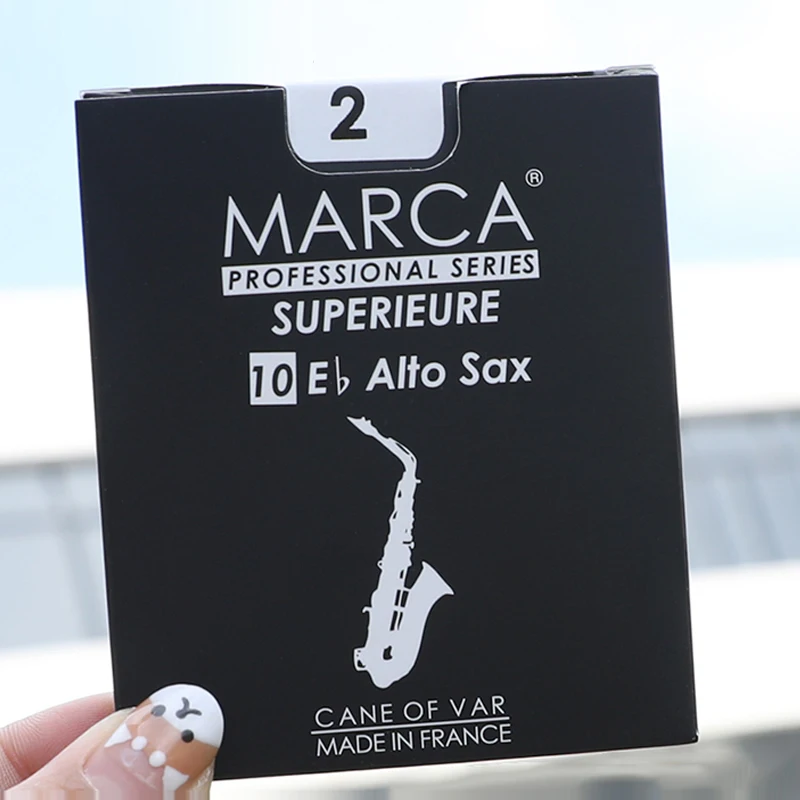 2
MARCA®
PROFESSIONAL SERIES
SUPERIEURE
10 E♭ Alto Sax
CANE OF VAR
MADE IN FRANCE